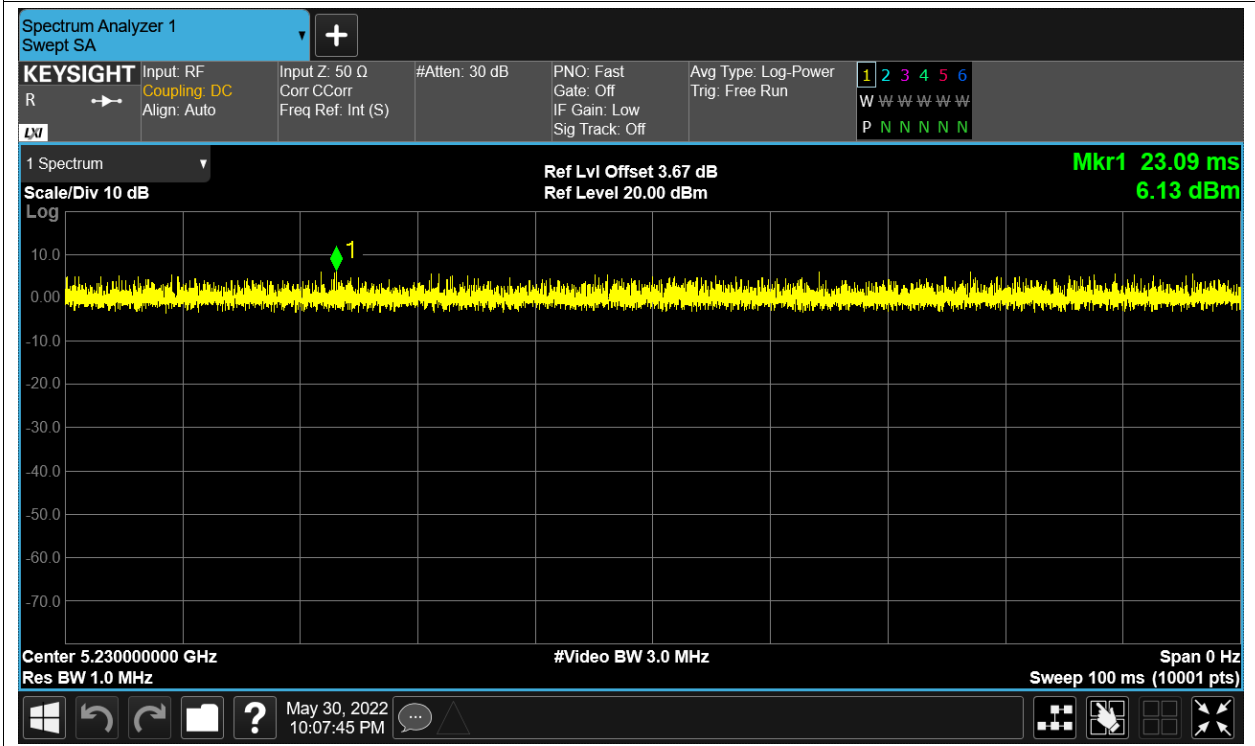 Spectrum Analyzer 1
Swept SA
+
KEYSIGHT Input: RF Input Z: 50 Ω #Atten: 30 dB PNO: Fast Avg Type: Log-Power 1 2 3 4 5 6
R Coupling: DC Corr CCorr Gate: Off Trig: Free Run W W W W W W
Align: Auto Freq Ref: Int (S) IF Gain: Low
LXI Sig Track: Off P N N N N N
1 Spectrum Ref Lvl Offset 3.67 dB Mkr1 23.09 ms
Scale/Div 10 dB Ref Level 20.00 dBm 6.13 dBm
Log
1
10.0
0.00
-10.0
-20.0
-30.0
-40.0
-50.0
-60.0
-70.0
Center 5.230000000 GHz #Video BW 3.0 MHz Span 0 Hz
Res BW 1.0 MHz Sweep 100 ms (10001 pts)
? May 30, 2022
10:07:45 PM